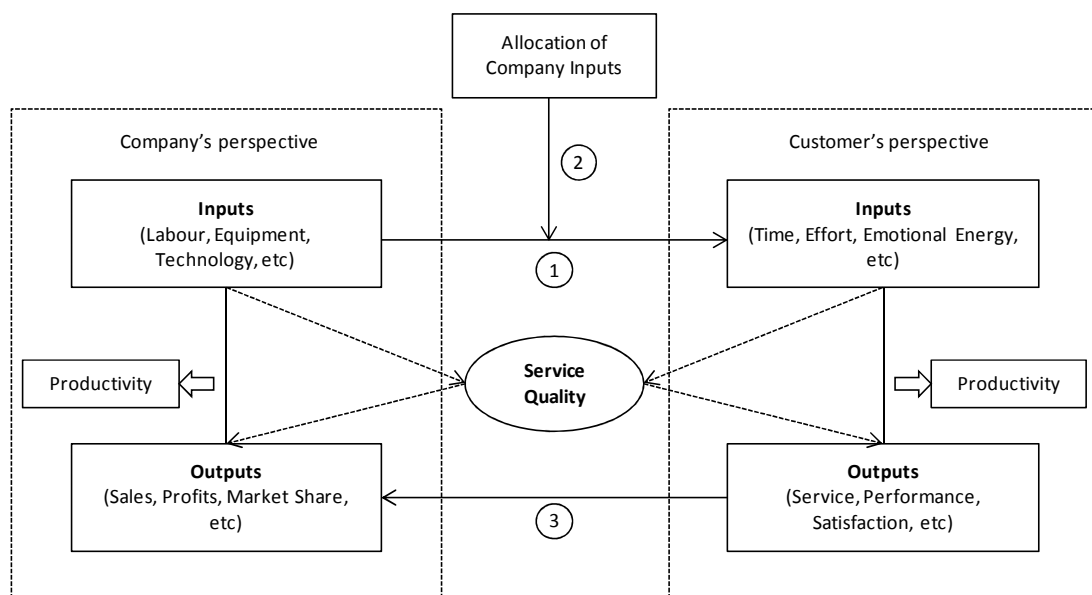 Allocation of
Company Inputs
Company's perspective
Customer's perspective
2
Inputs
(Labour, Equipment,
Technology, etc)
Inputs
(Time, Effort, Emotional Energy,
etc)
1
Service
Quality
Productivity
Productivity
Outputs
(Sales, Profits, Market Share,
etc)
Outputs
(Service, Performance,
Satisfaction, etc)
3